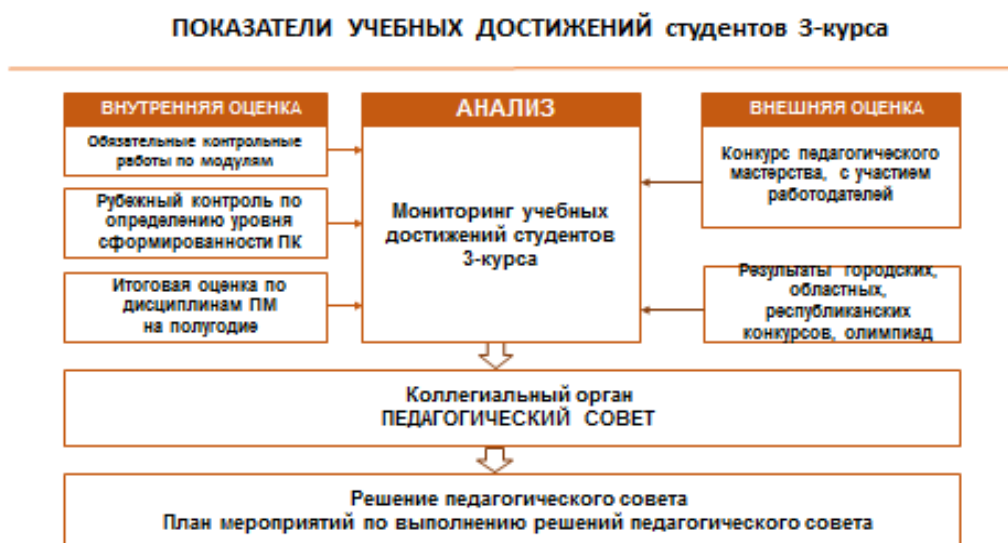 ПОКАЗАТЕЛИ УЧЕБНЫХ ДОСТИЖЕНИЙ студентов 3-курса
ВНУТРЕННЯЯ ОЦЕНКА
Обязательные контрольные
работы по модулям
Рубежный контроль по
определению уровня
сформированности ПК
Итоговая оценка по
дисциплинам ПМ
на полугодие
АНАЛИЗ
Мониторинг учебных
достижений студентов
3-курса
ВНЕШНЯЯ ОЦЕНКА
Конкурс педагогического
мастерства, с участием
работодателей
Результаты городских,
областных,
республиканских
конкурсов, олимпиад
Коллегиальный орган
ПЕДАГОГИЧЕСКИЙ СОВЕТ
Решение педагогического совета
План мероприятий по выполнению решений педагогического совета